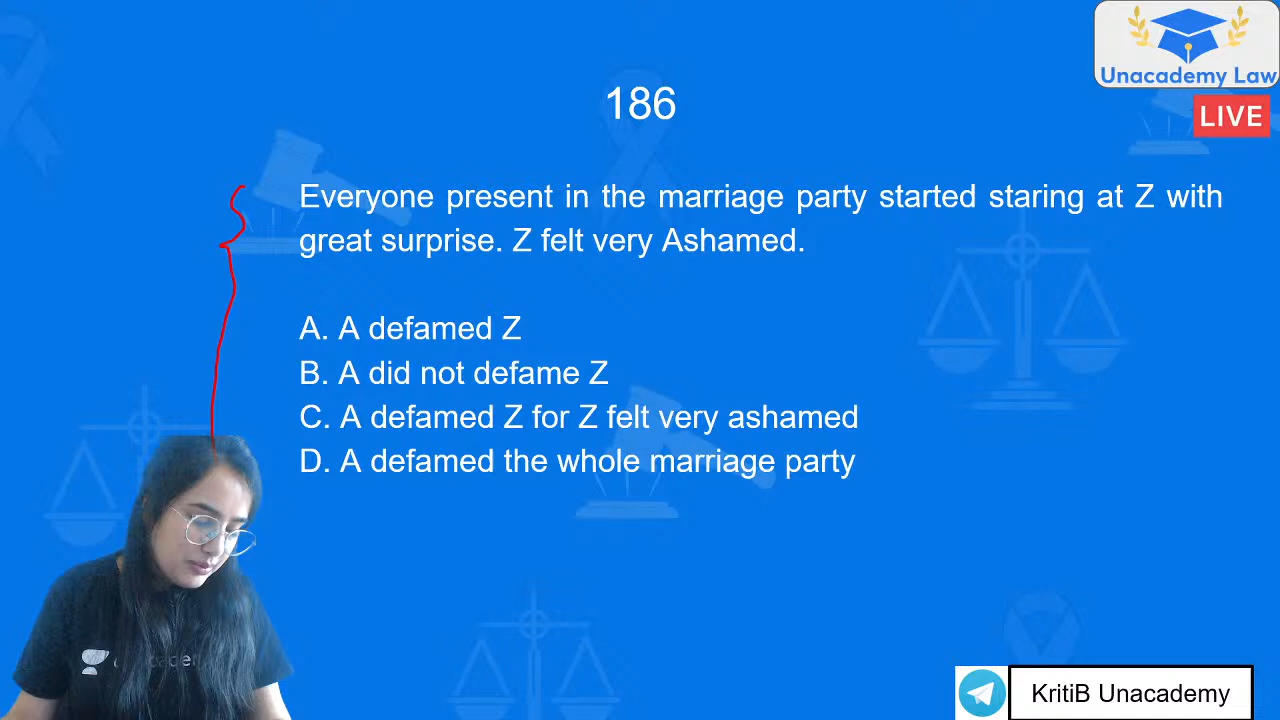 Unacademy Law
LIVE
186
Everyone present in the marriage party started staring at Z with
great surprise. Z felt very Ashamed.
A. A defamed Z
B. A did not defame Z
C. A defamed Z for Z felt very ashamed
D. A defamed the whole marriage party
KritiB Unacademy